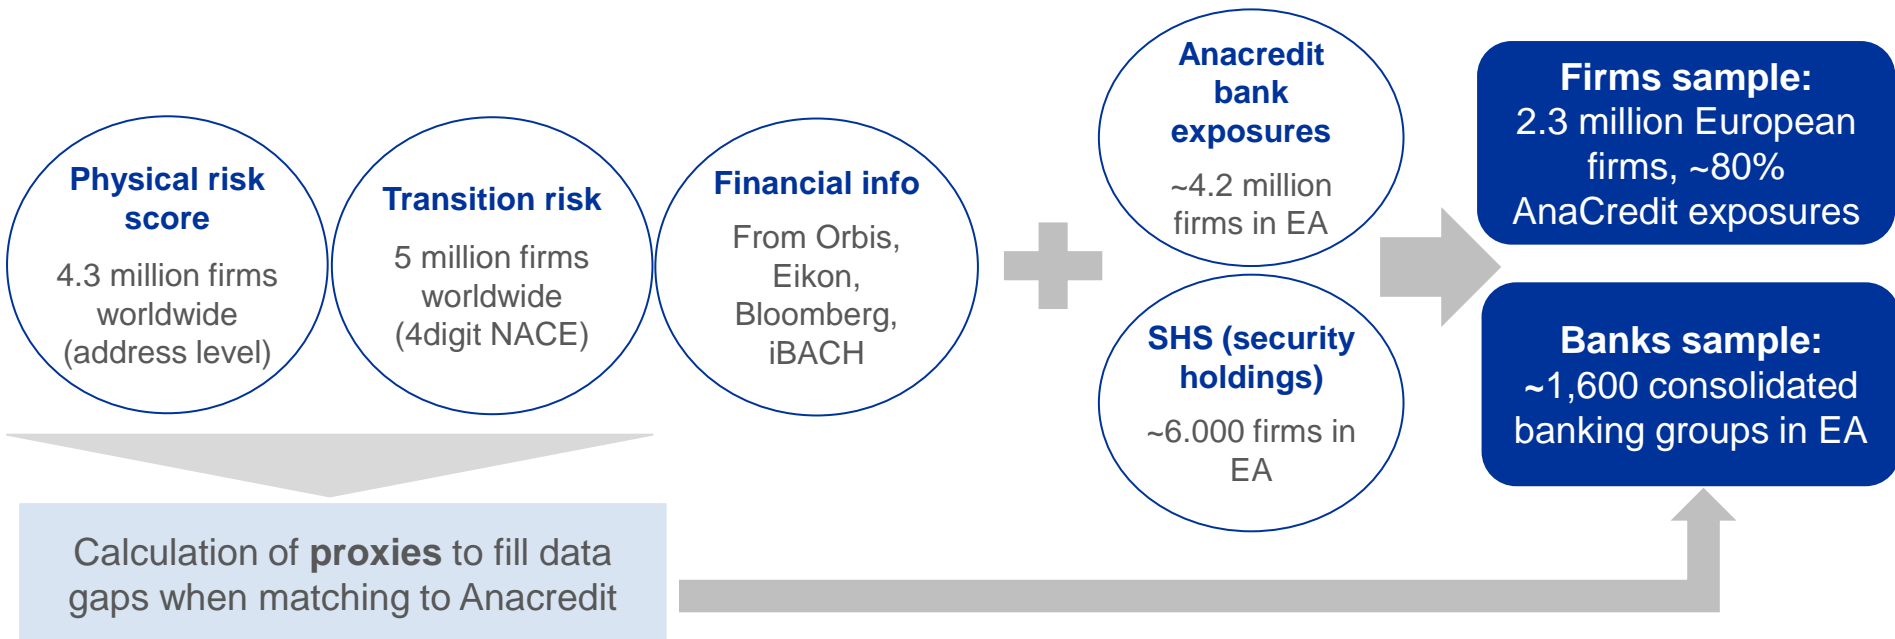 Physical risk
score
4.3 million firms
worldwide
(address level)
Transition risk
5 million firms
worldwide
(4digit NACE)
Financial info
From Orbis,
Eikon,
Bloomberg,
iBACH
Anacredit
bank
exposures
~4.2 million
firms in EA
SHS (security
holdings)
~6.000 firms in
EA
Firms sample:
2.3 million European
firms, ~80%
AnaCredit exposures
Banks sample:
~1,600 consolidated
banking groups in EA
Calculation of proxies to fill data
gaps when matching to Anacredit